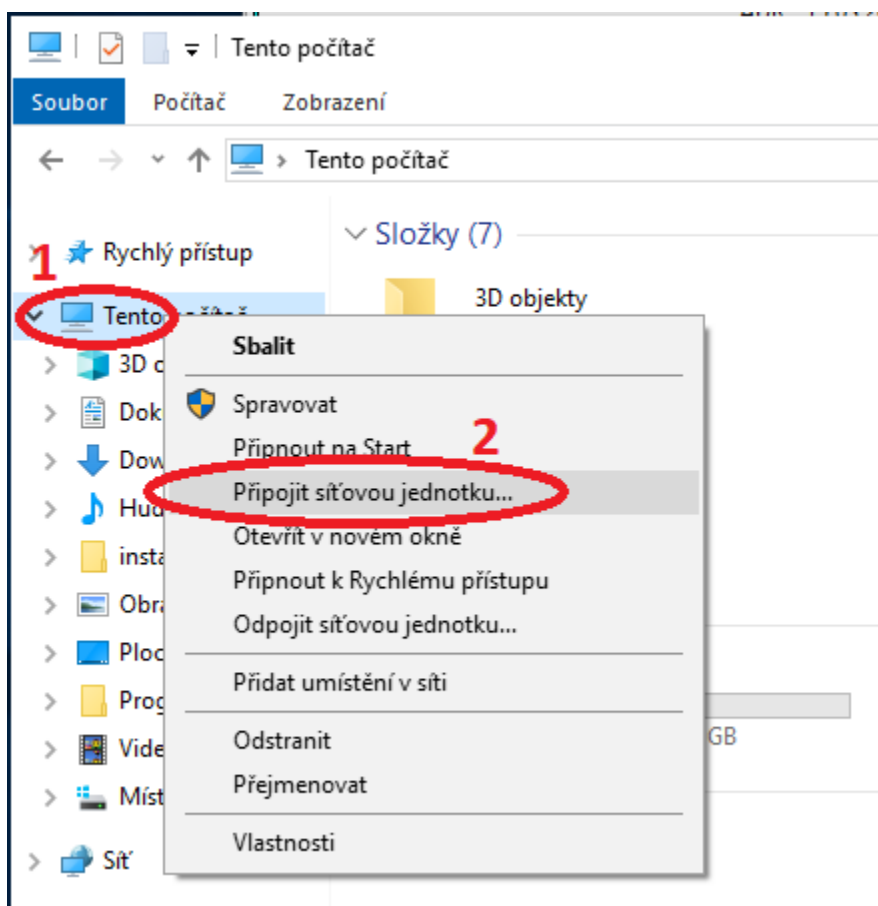 Tento počítač
Soubor Počítač Zobrazení
Tento počítač
Složky (7)
1 Rychlý přístup
3D objekty
Tento
Sbalit
3D
Spravovat
2
Připnout na Start
Připojit síťovou jednotku...
Otevřít v novém okně
Připnout k Rychlému přístupu
Odpojit síťovou jednotku...
Přidat umístění v síti
GB
Odstranit
Přejmenovat
Vlastnosti
Síť